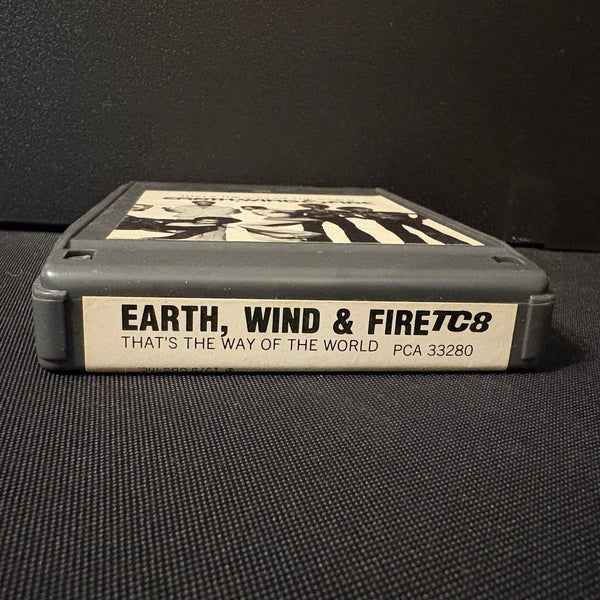 EARTH, WIND & FIRE TC8
THAT'S THE WAY OF THE WORLD PCA 33280